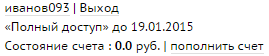 иванов093 | Выход
«Полный доступ» до 19.01.2015
Состояние счета : 0.0 руб. | пополнить счет